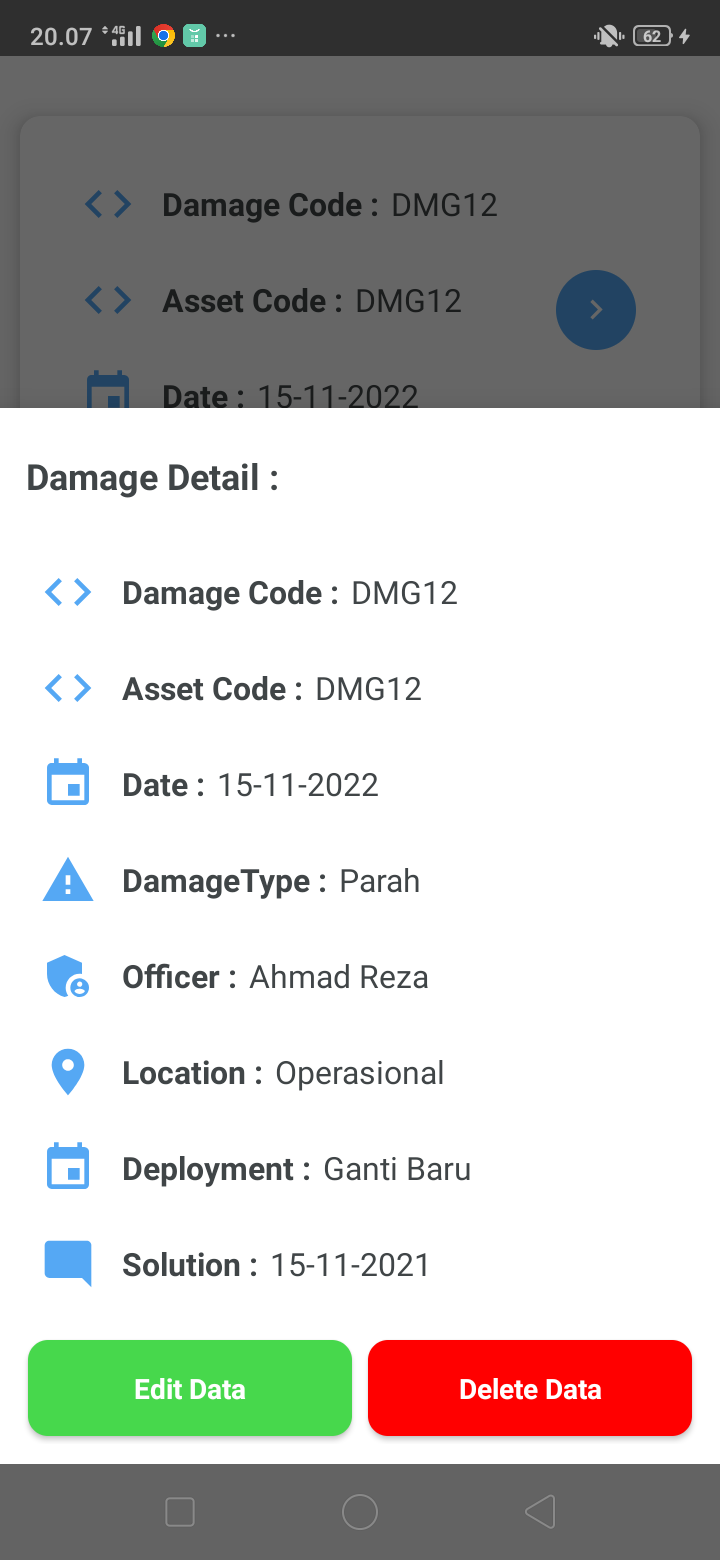 20.07 4G 62
Damage Code : DMG12
Asset Code : DMG12
Date : 15-11-2022
Damage Detail :
Damage Code : DMG12
Asset Code : DMG12
Date : 15-11-2022
DamageType : Parah
Officer : Ahmad Reza
Location : Operasional
Deployment : Ganti Baru
Solution : 15-11-2021
Edit Data Delete Data